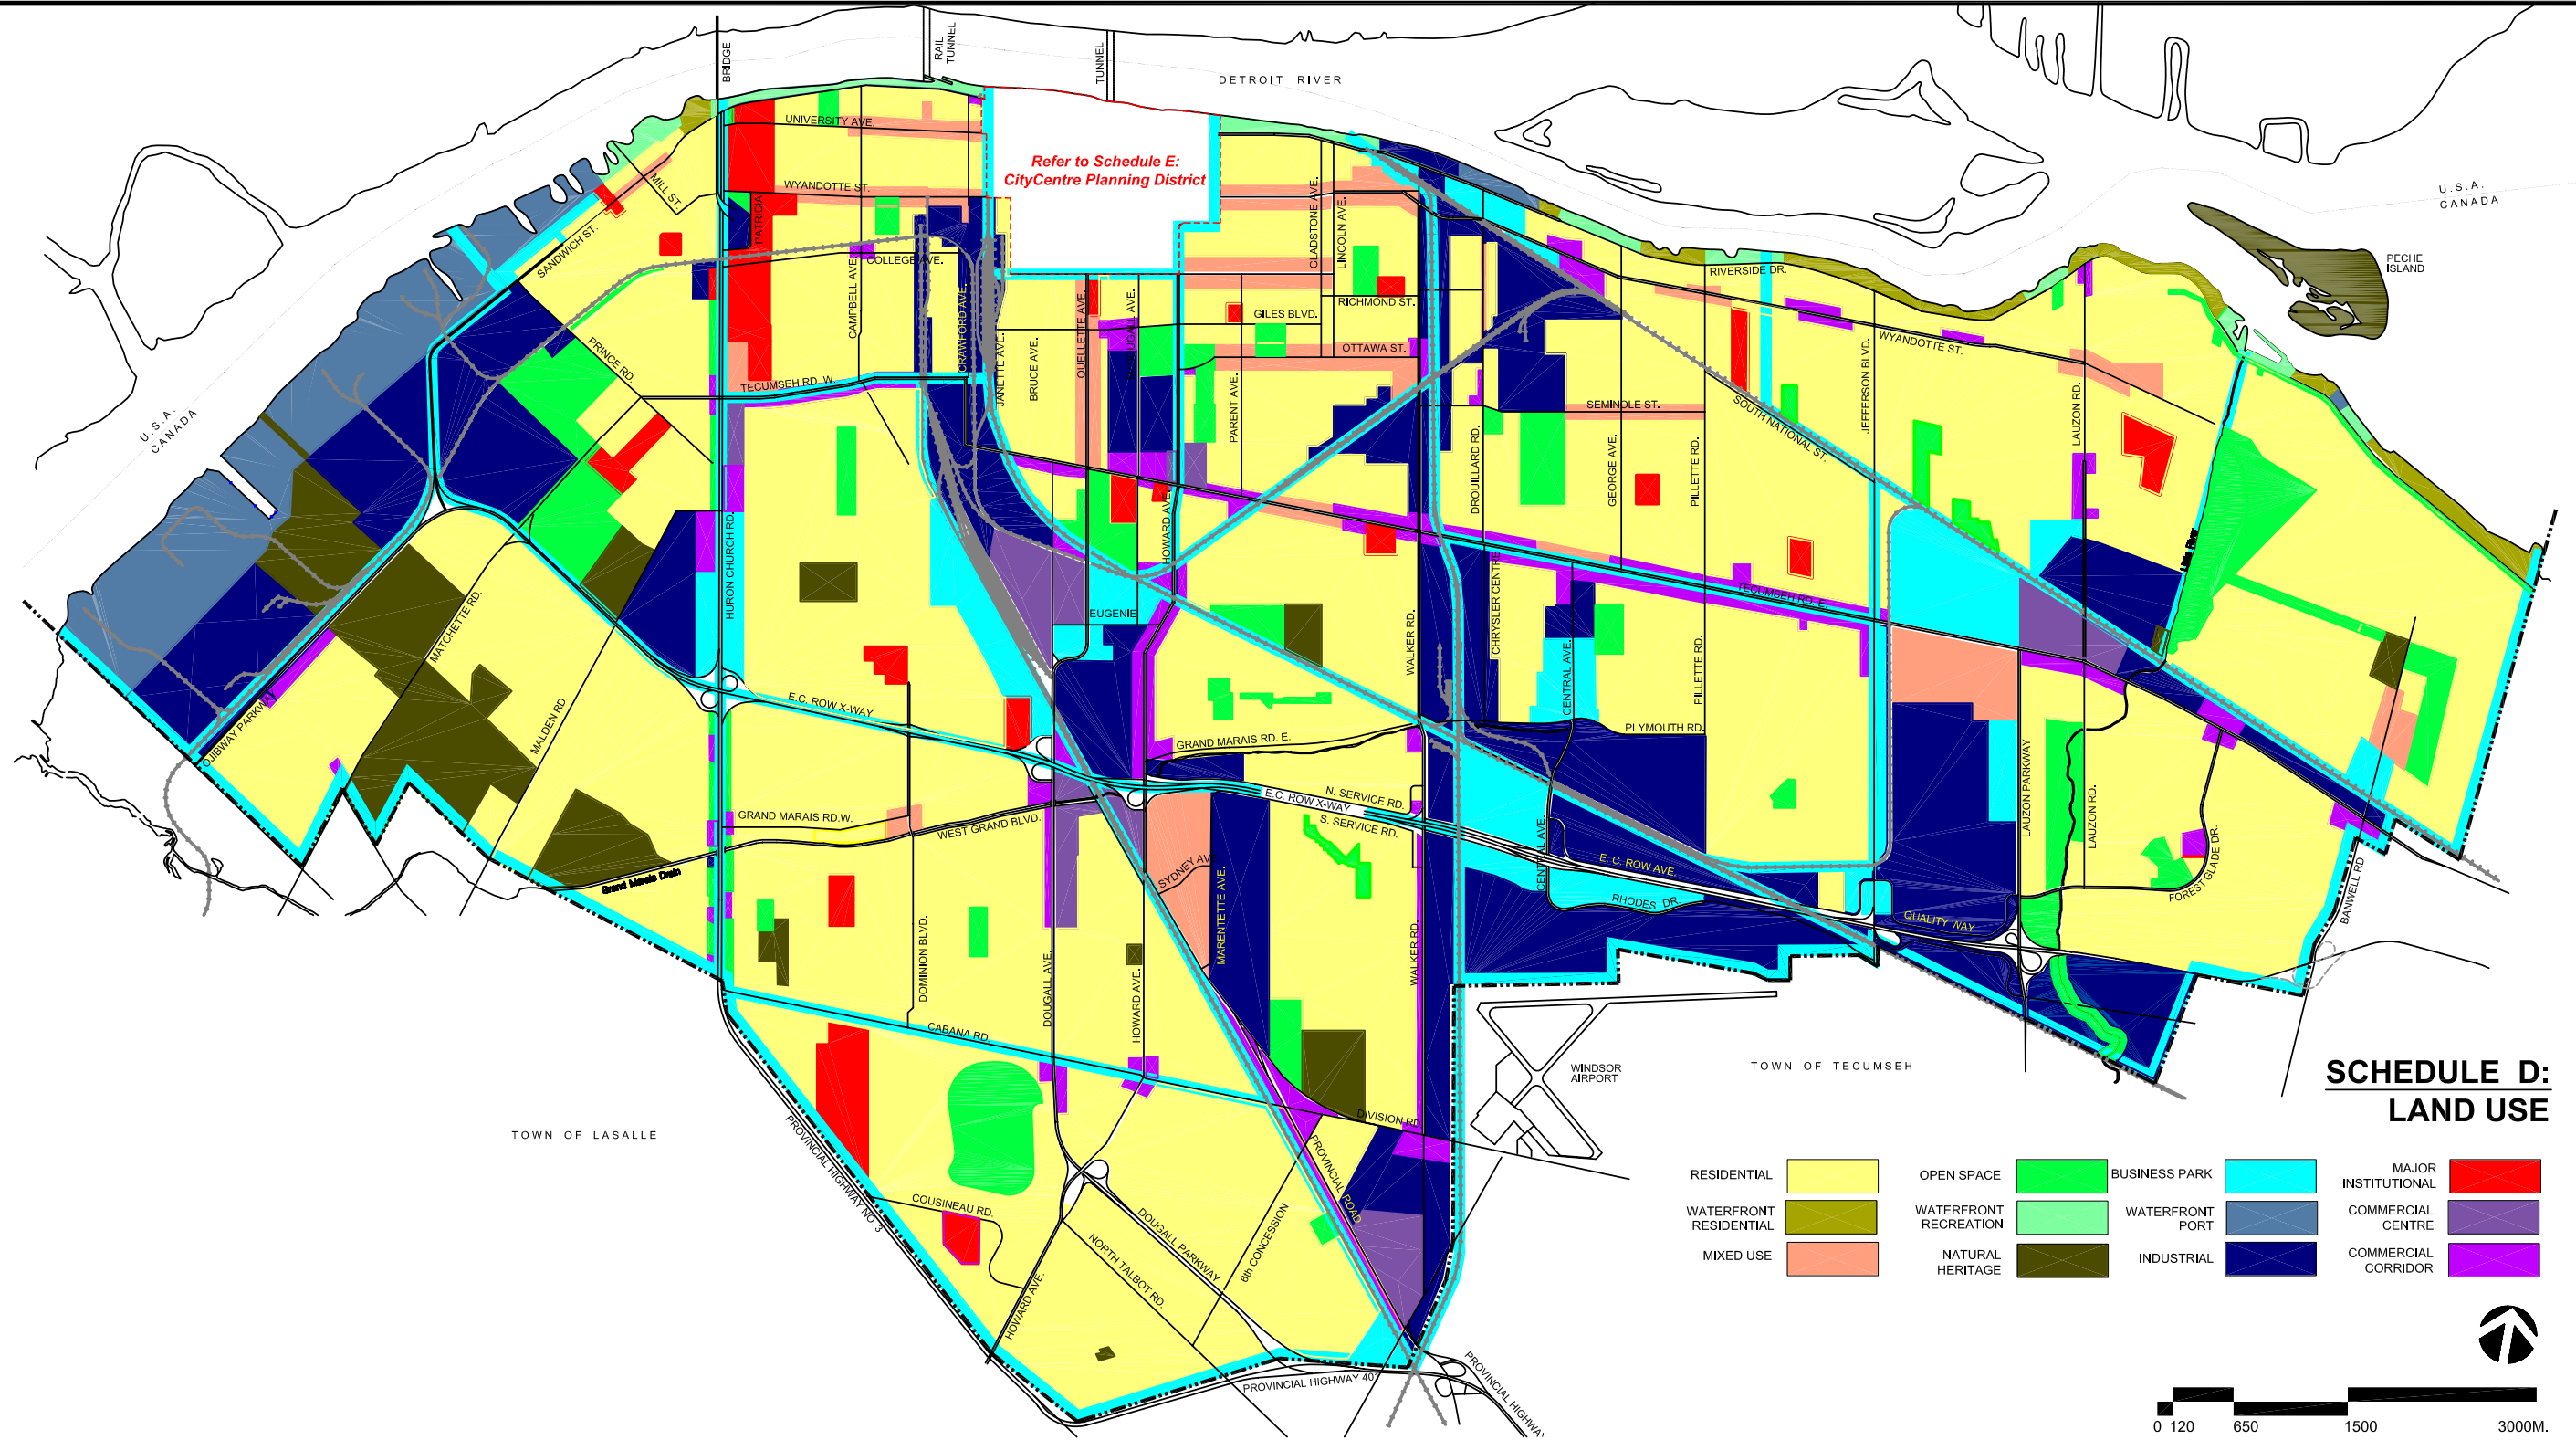 BRIDGE
RAIL
TUNNEL
TUNNEL
DETROIT RIVER
U.S.A.
CANADA
PECHE
ISLAND
UNIVERSITY AVE.
Refer to Schedule E:
CityCentre Planning District
WYANDOTTE ST.
MILL ST.
PATRICIA
SANDWICH ST.
COLLEGE AVE.
CAMPBELL AVE.
CRAWFORD AVE.
JANETTE AVE.
BRUCE AVE.
OUELLETTE AVE.
GLADSTONE AVE.
LINCOLN AVE.
RICHMOND ST.
GILES BLVD.
OTTAWA ST.
PARENT AVE.
RIVERSIDE DR.
WYANDOTTE ST.
JEFFERSON BLVD.
LAUZON RD.
SEMINOLE ST.
SOUTH NATIONAL ST.
DROUILLARD RD.
GEORGE AVE.
PILLETTE RD.
PRINCE RD.
TECUMSEH RD. W.
U.S.A.
CANADA
HURON CHURCH RD.
HOWARD AVE.
EUGENIE
WALKER RD.
CHRYSLER CENTRE
CENTRAL AVE.
PILLETTE RD.
TECUMSEH RD. E.
Little River
MATCHETTE RD.
MALDEN RD.
OJIBWAY PARKWAY
E.C. ROW X-WAY
GRAND MARAIS RD. E.
PLYMOUTH RD.
N. SERVICE RD.
E.C. ROW X-WAY
S. SERVICE RD.
GRAND MARAIS RD.W.
WEST GRAND BLVD.
Grand Marais Drain
SYDNEY AV
MARENTETTE AVE.
CENTRAL AVE.
E. C. ROW AVE.
RHODES DR.
QUALITY WAY
LAUZON PARKWAY
LAUZON RD.
FOREST GLADE DR.
BANWELL RD.
DOMINION BLVD.
DOUGALL AVE.
HOWARD AVE.
WALKER RD.
CABANA RD
WINDSOR
AIRPORT
TOWN OF TECUMSEH
TOWN OF LASALLE
DIVISION RD
PROVINCIAL HIGHWAY NO. 3
PROVINCIAL ROAD
COUSINEAU RD.
DOUGALL PARKWAY
NORTH TALBOT RD.
6th CONCESSION
HOWARD AVE.
PROVINCIAL HIGHWAY 401
PROVINCIAL HIGHWAY
SCHEDULE D:
LAND USE
RESIDENTIAL
OPEN SPACE
BUSINESS PARK
MAJOR
INSTITUTIONAL
WATERFRONT
RESIDENTIAL
WATERFRONT
RECREATION
WATERFRONT
PORT
COMMERCIAL
CENTRE
MIXED USE
NATURAL
HERITAGE
INDUSTRIAL
COMMERCIAL
CORRIDOR
0 120 650 1500 3000M.